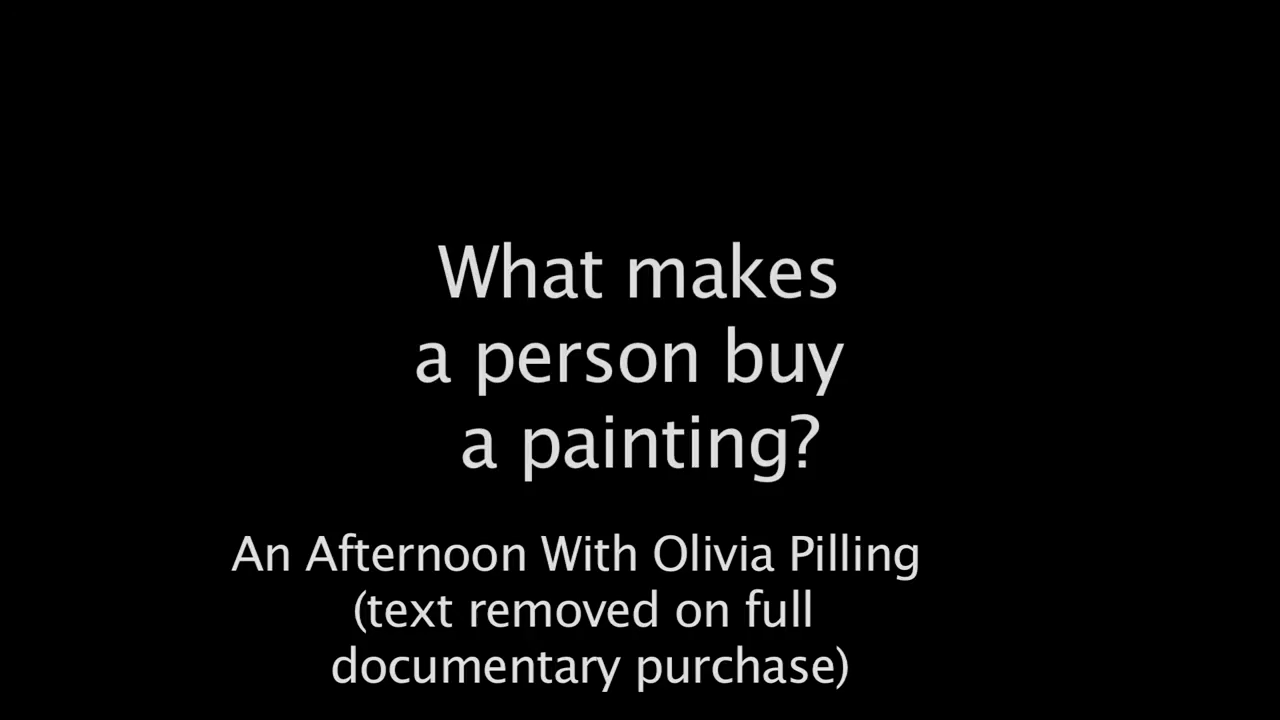 What makes
a person buy
a painting?
An Afternoon With Olivia Pilling
(text removed on full
documentary purchase)